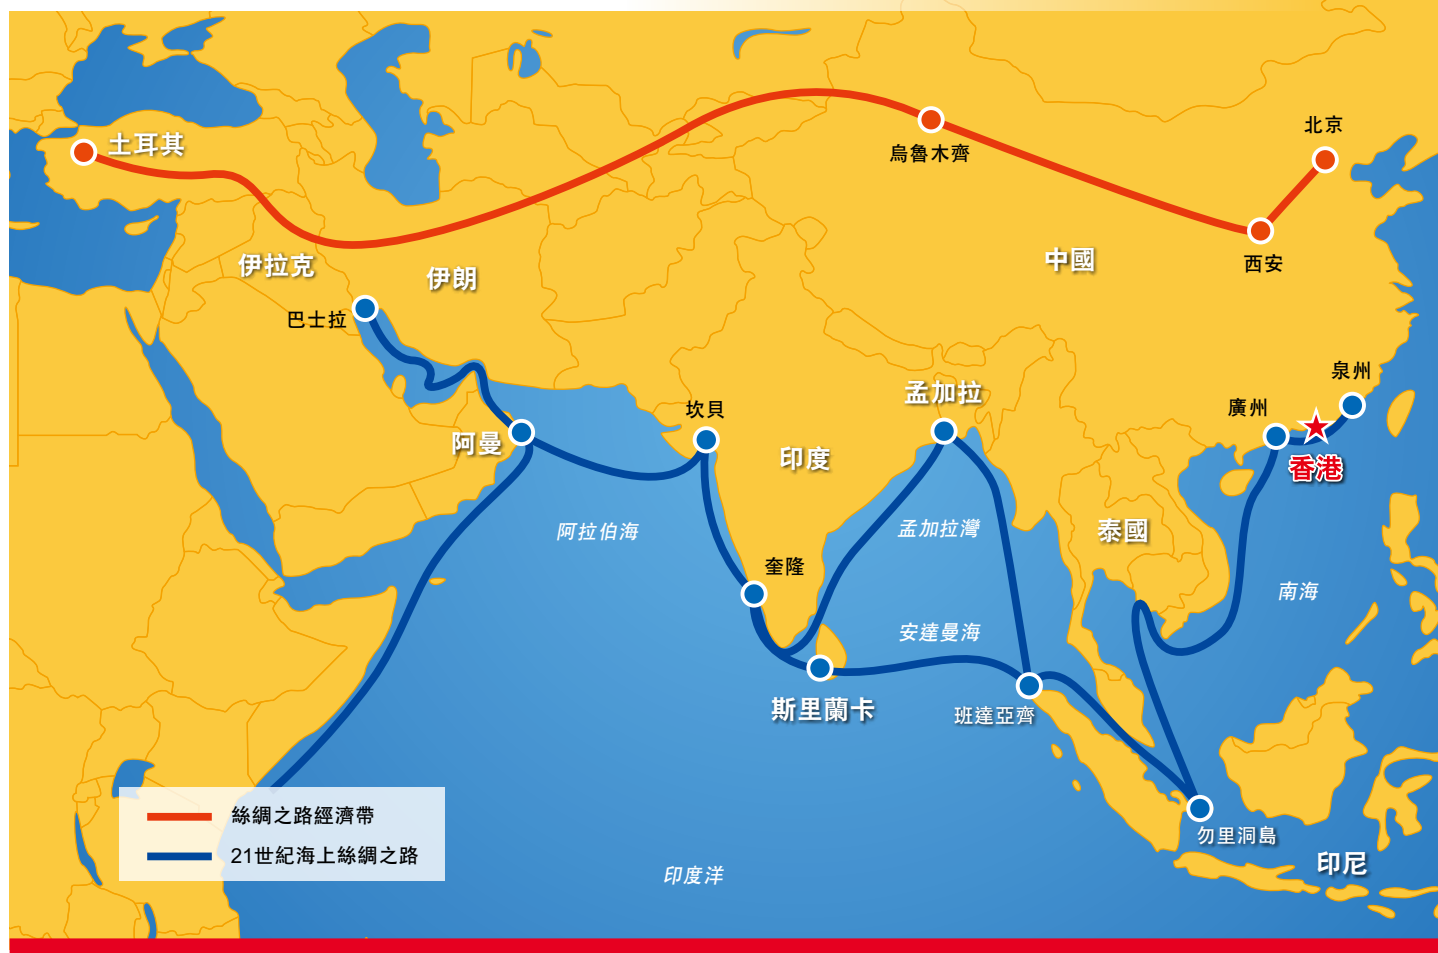 北京
土耳其
烏魯木齊
中國
西安
伊拉克
伊朗
巴士拉
泉州
孟加拉
廣州
坎貝
阿曼
印度
香港
阿拉伯海
孟加拉灣
泰國
奎隆
南海
安達曼海
斯里蘭卡
班達亞齊
絲綢之路經濟帶
21世紀海上絲綢之路
勿里洞島
印尼
印度洋